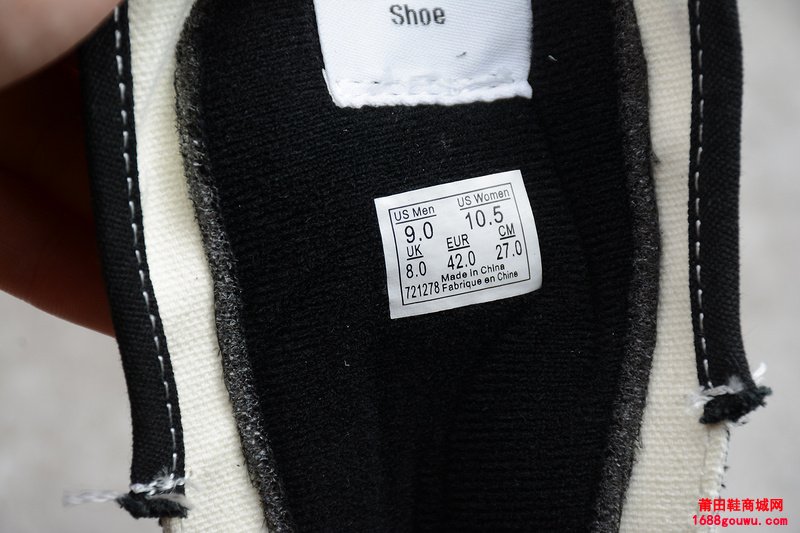 Shoe
US Men US Women
9.0 10.5
UK EUR CM
8.0 42.0 27.0
Made in China
721278 Fabrique en Chine
莆田鞋商城网
1688gouwu.com